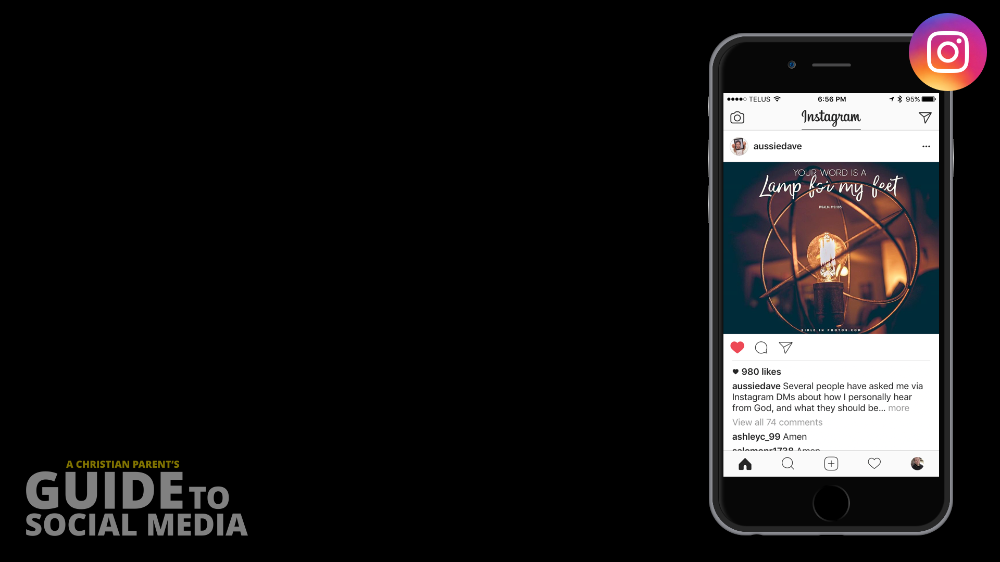 TELUS 6:56 PM 95%
Instagram
aussiedave
YOUR WORD IS A
Lamp for my feet
PSALM 119:105
BIBLE IN PHOTOS.COM
980 likes
aussiedave Several people have asked me via
Instagram DMs about how I personally hear
from God, and what they should be... more
View all 74 comments
ashleyc_99 Amen
salomonr1738 Amen
A CHRISTIAN PARENT’S
GUIDE TO
SOCIAL MEDIA